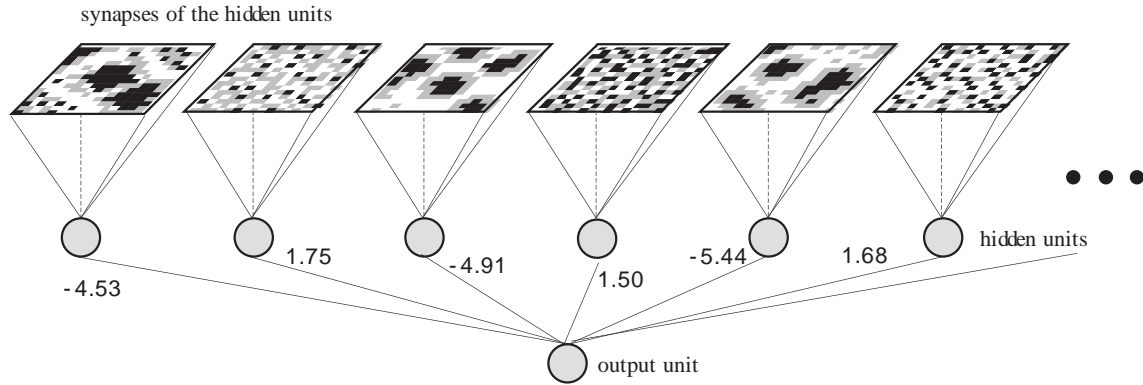 synapses of the hidden units
hidden units
-4.53
1.75
-4.91
1.50
-5.44
1.68
output unit